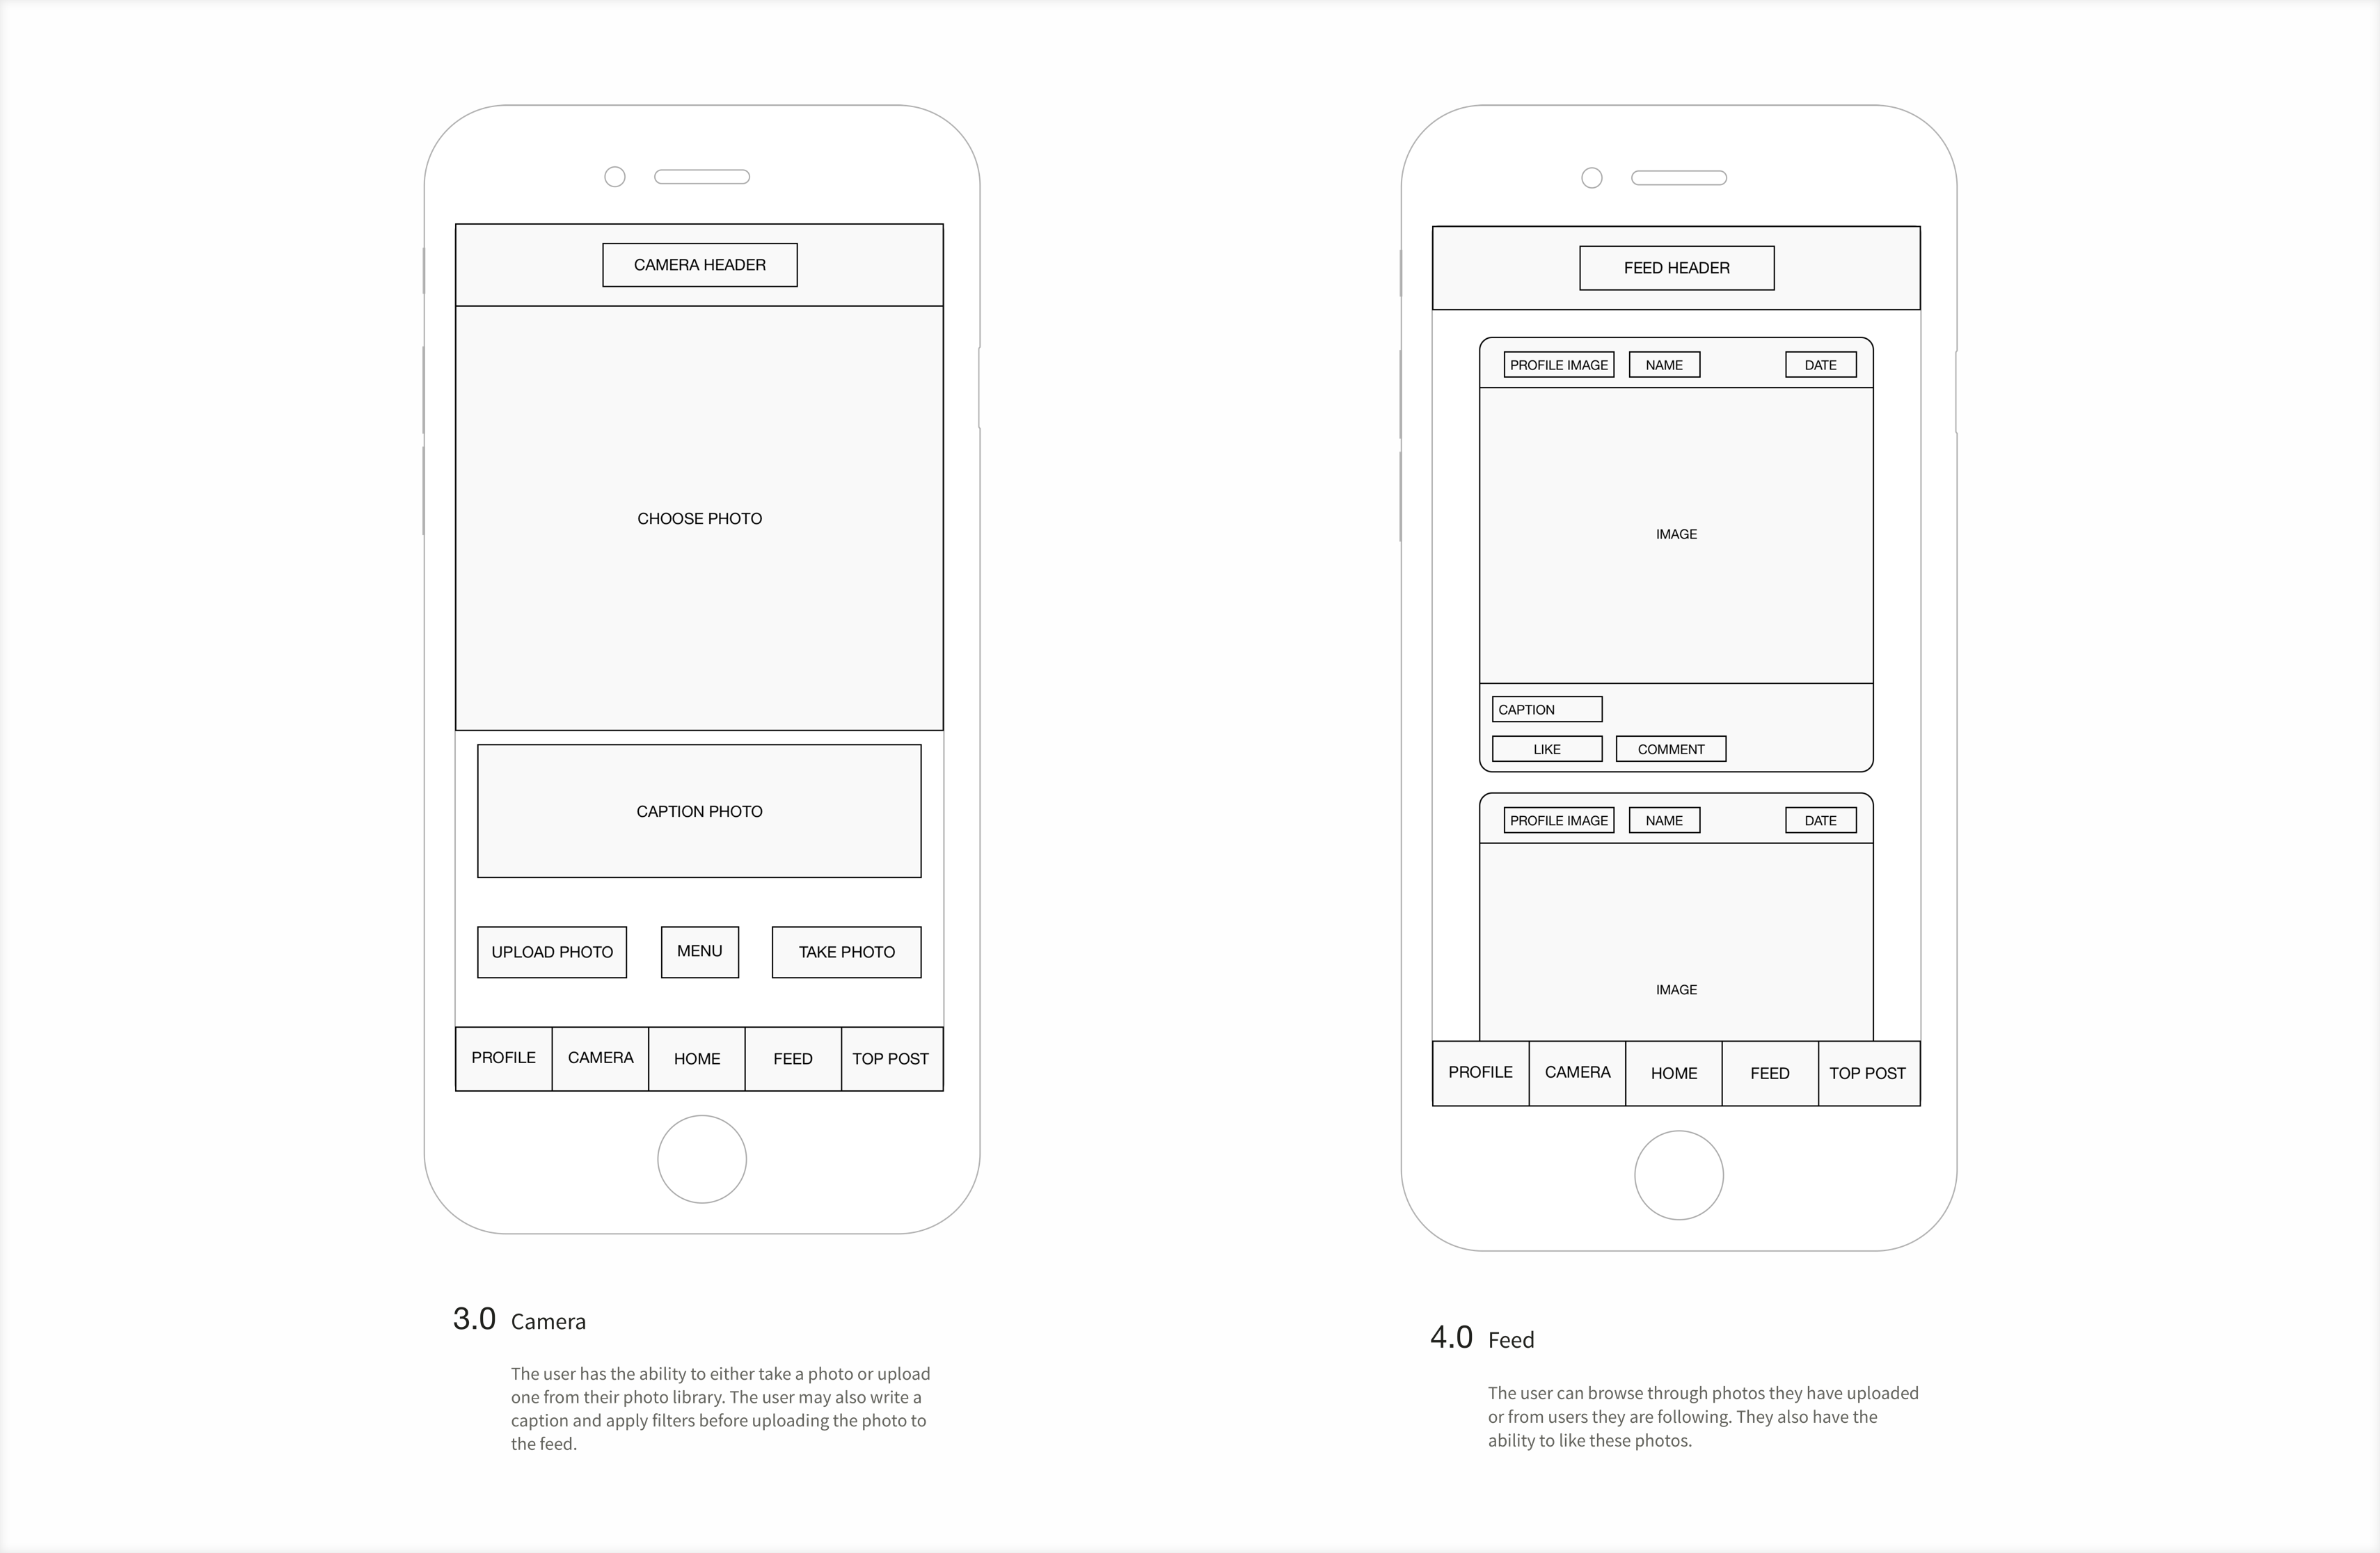 CAMERA HEADER
CHOOSE PHOTO
CAPTION PHOTO
UPLOAD PHOTO
MENU
TAKE PHOTO
PROFILE
CAMERA
HOME
FEED
TOP POST
3.0 Camera
The user has the ability to either take a photo or upload
one from their photo library. The user may also write a
caption and apply filters before uploading the photo to
the feed.
FEED HEADER
PROFILE IMAGE
NAME
DATE
IMAGE
CAPTION
LIKE
COMMENT
PROFILE IMAGE
NAME
DATE
IMAGE
PROFILE
CAMERA
HOME
FEED
TOP POST
4.0 Feed
The user can browse through photos they have uploaded
or from users they are following. They also have the
ability to like these photos.